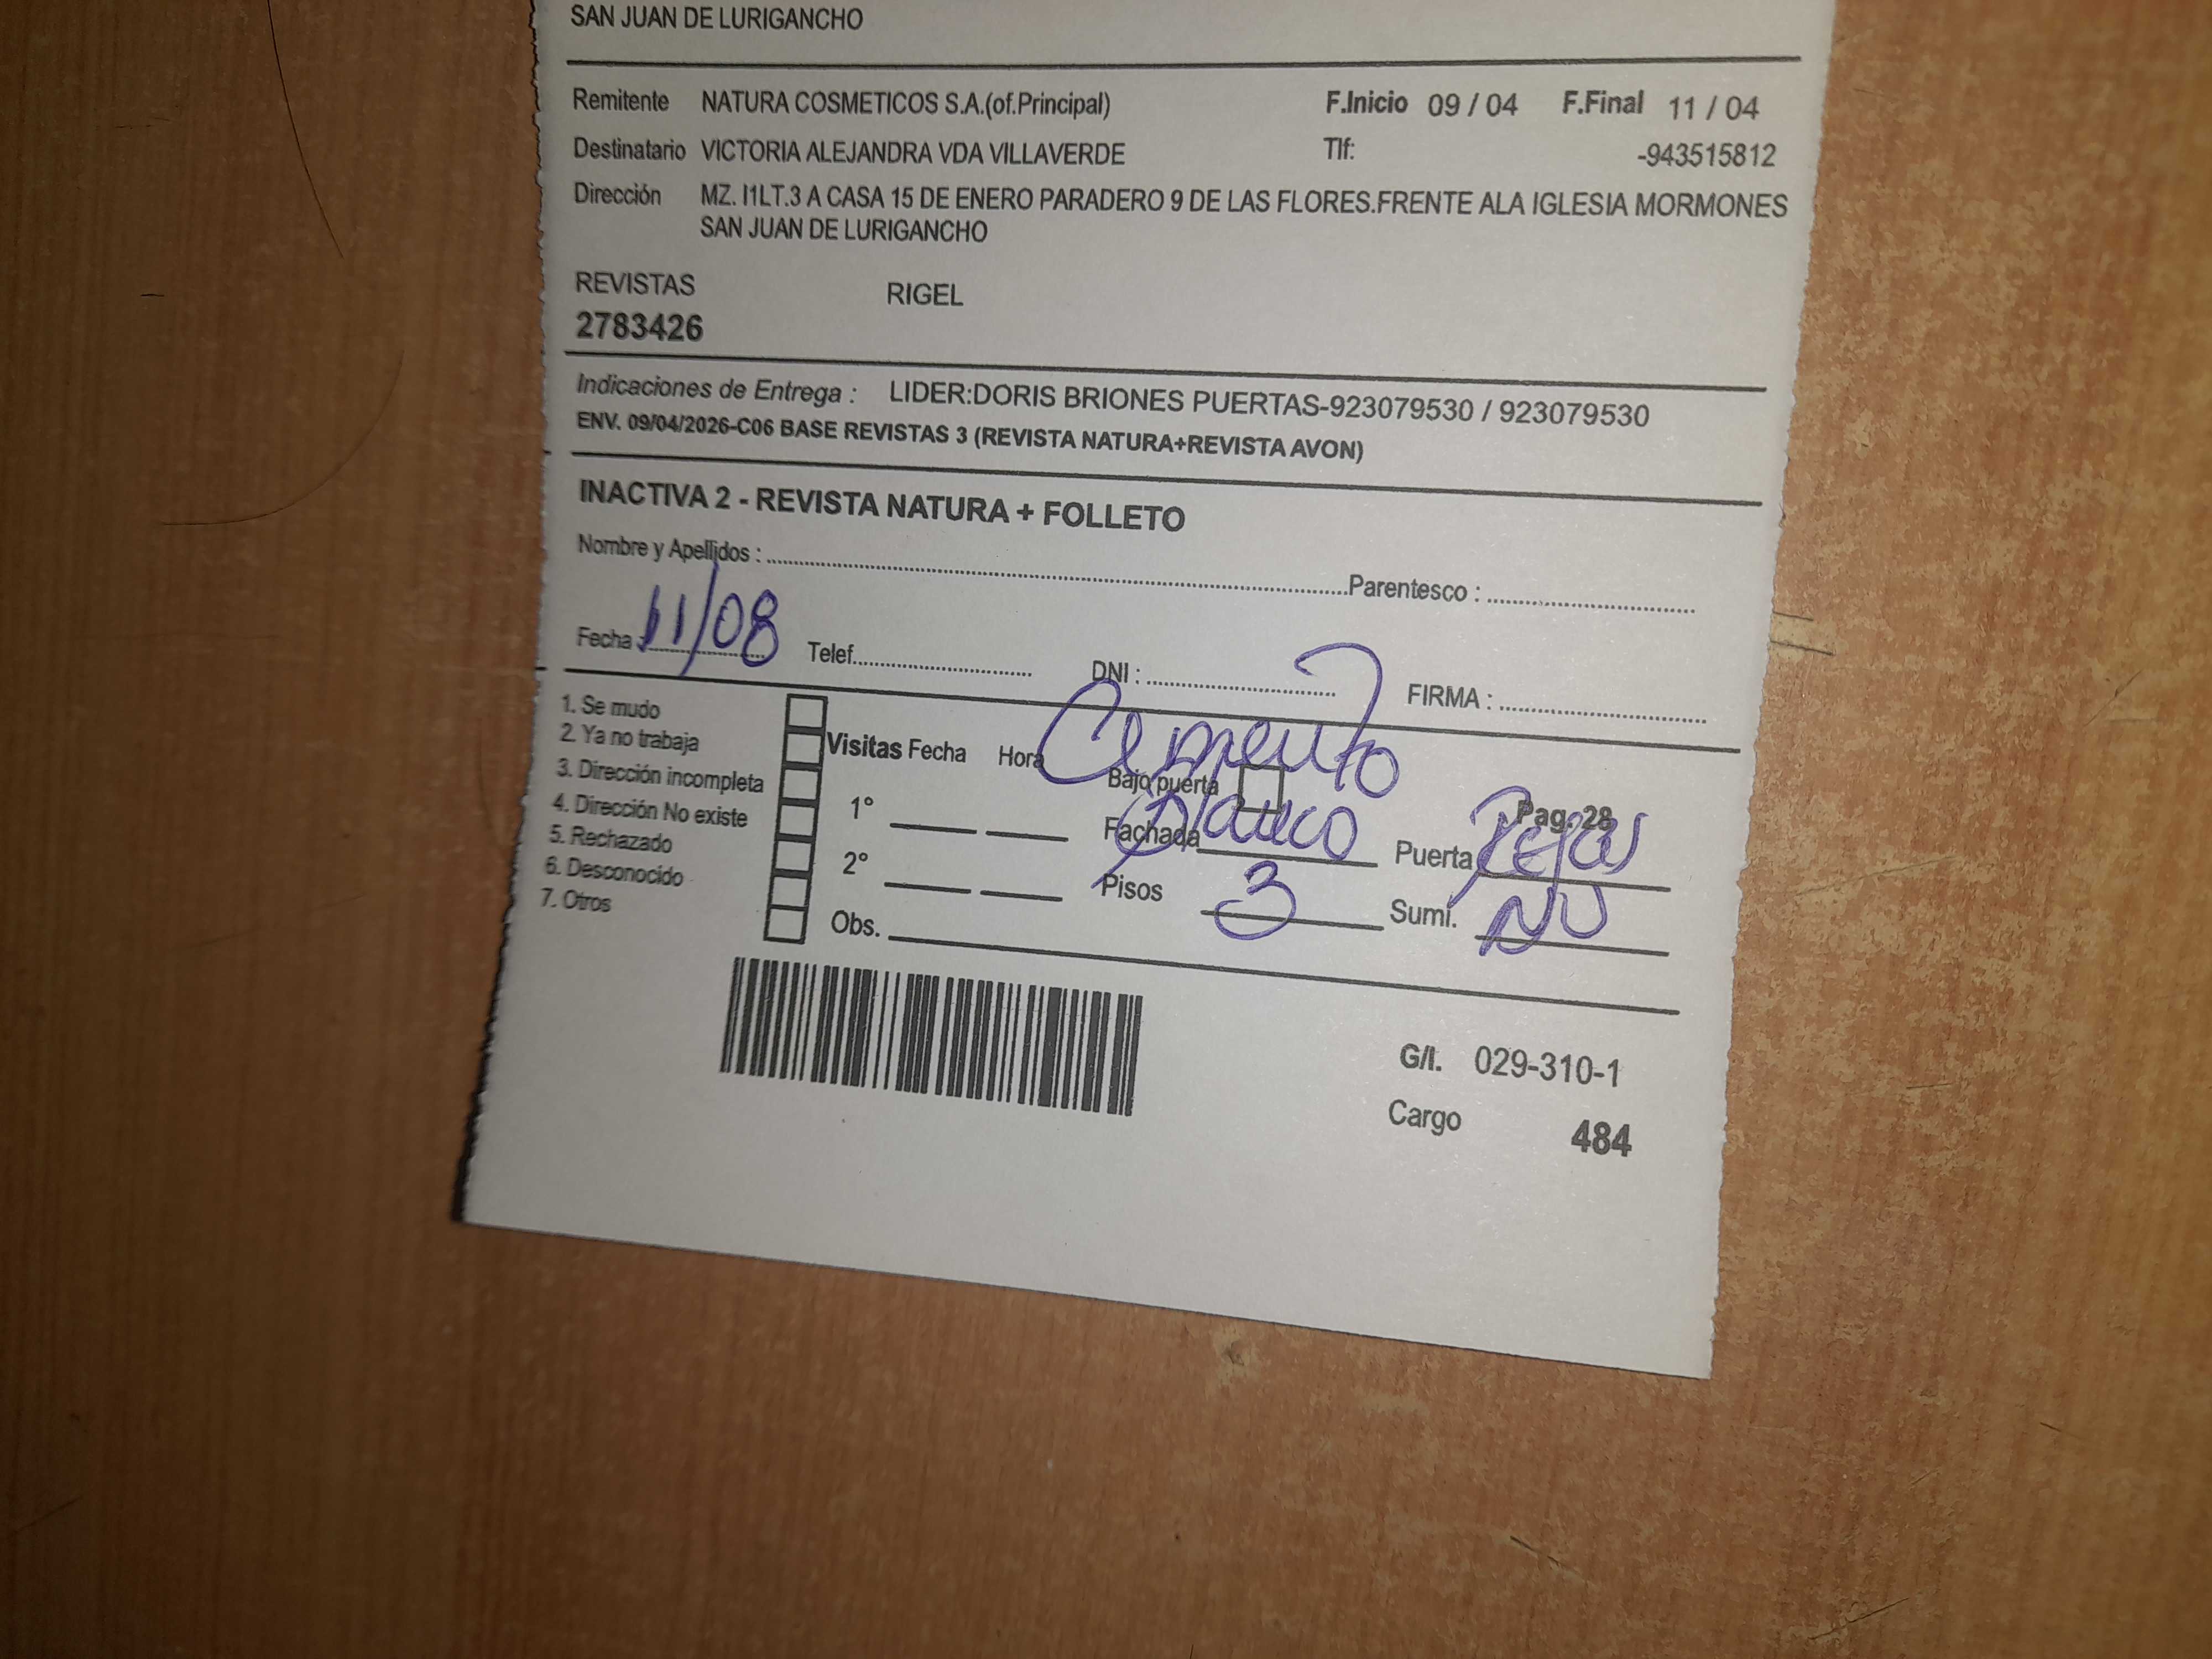 SAN JUAN DE LURIGANCHO
Remitente NATURA COSMETICOS S.A.(of.Principal) F.Inicio 09 / 04 F.Final 11 / 04
Destinatario VICTORIA ALEJANDRA VDA VILLAVERDE Tlf: -943515812
Dirección MZ. I1LT.3 A CASA 15 DE ENERO PARADERO 9 DE LAS FLORES.FRENTE ALA IGLESIA MORMONES
SAN JUAN DE LURIGANCHO
REVISTAS RIGEL
2783426
Indicaciones de Entrega : LIDER:DORIS BRIONES PUERTAS-923079530 / 923079530
ENV. 09/04/2026-C06 BASE REVISTAS 3 (REVISTA NATURA+REVISTA AVON)
INACTIVA 2 - REVISTA NATURA + FOLLETO
Nombre y Apellidos : Parentesco :
Fecha : 11/08 Telef. DNI : FIRMA :
1. Se mudo
2. Ya no trabaja
3. Dirección incompleta
4. Dirección No existe
5. Rechazado
6. Desconocido
7. Otros
Visitas Fecha Hora Cemento
Bajo puerta Pag. 28
1° Fachada blanco Puerta Rejas
2° Pisos 3 Sumi. NO
Obs.
G/I. 029-310-1
Cargo 484